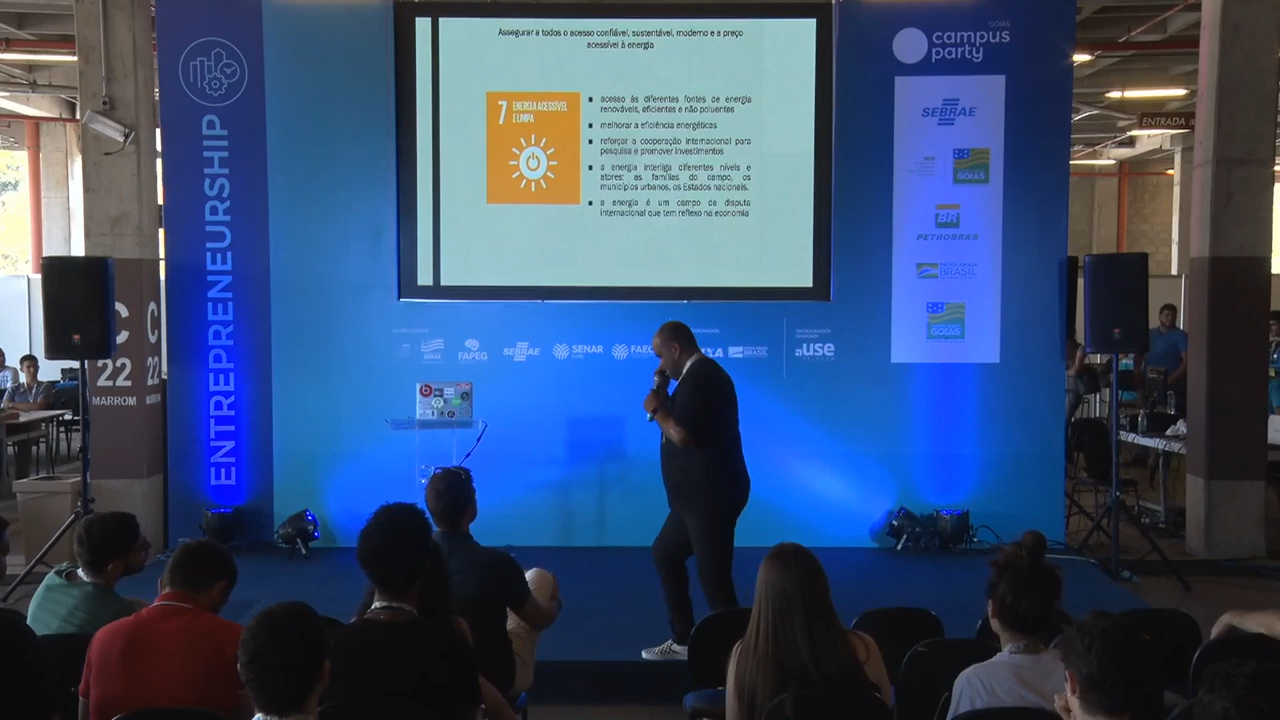 Assegurar a todos o acesso confiável, sustentável, moderno e a preço
acessível à energia
7 ENERGIA ACESSÍVEL
E LIMPA
acesso às diferentes fontes de energia
renováveis, eficientes e não poluentes
melhorar a eficiência energéticas
reforçar a cooperação internacional para
pesquisa e promover investimentos
a energia interliga diferentes níveis e
atores: as famílias do campo, os
municípios urbanos, os Estados nacionais.
a energia é um campo de disputa
internacional que tem reflexo na economia
ENTREPRENEURSHIP
GOIÁS
campus
party
SEBRAE
GOIÁS
BR
PETROBRAS
BRASIL
GOIÁS
ENTRADA
C
22
MARROM
C
22
FAPEG
SEBRAE
SENAR
FAEG
BRASIL
use